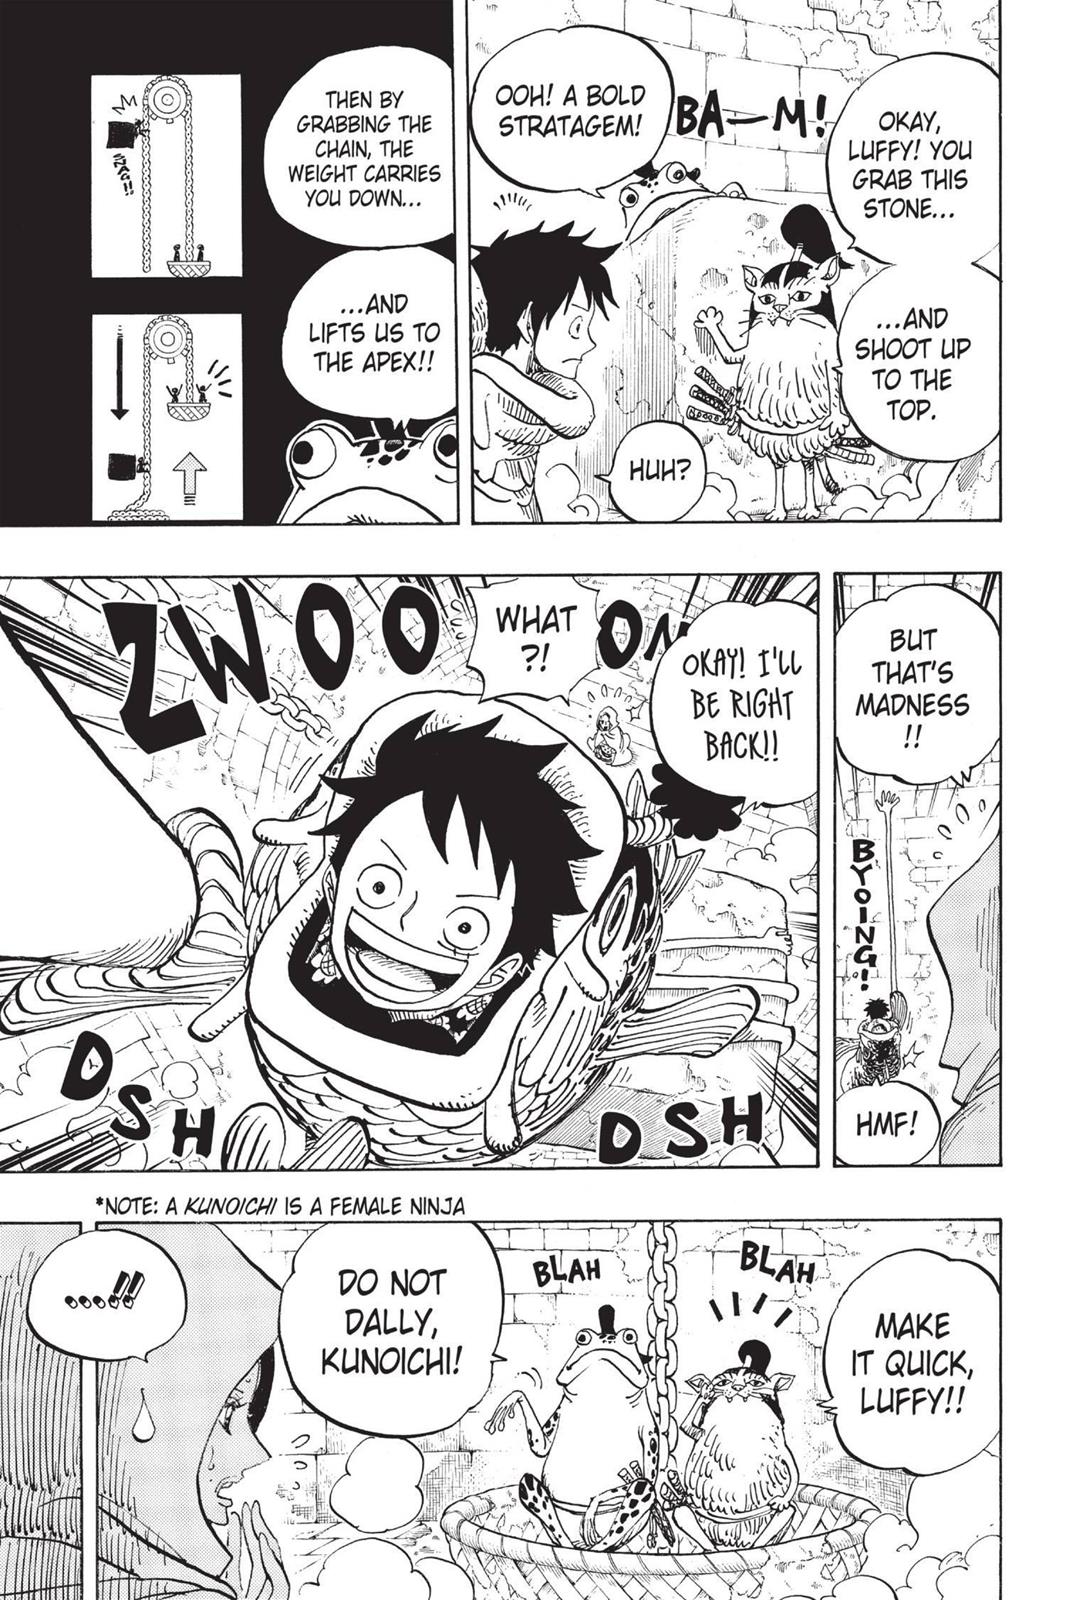 OKAY,
LUFFY! YOU
GRAB THIS
STONE...
...AND
SHOOT UP
TO THE
TOP.
BA—M!
OOH! A BOLD
STRATAGEM!
HUH?
THEN BY
GRABBING THE
CHAIN, THE
WEIGHT CARRIES
YOU DOWN...
SNAG!!
...AND
LIFTS US TO
THE APEX!!
BUT
THAT'S
MADNESS
!!
BYOING!!
HMF!
OKAY! I'LL
BE RIGHT
BACK!!
WHAT
?!
ZWOO
ON
DSH
DSH
*NOTE: A KUNOICHI IS A FEMALE NINJA
MAKE
IT QUICK,
LUFFY!!
BLAH
BLAH
DO NOT
DALLY,
KUNOICHI!
...!!